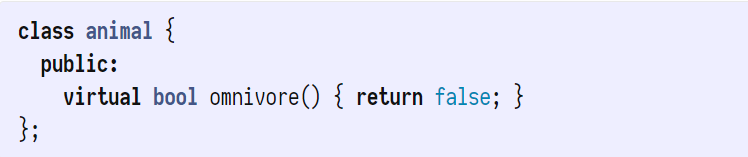 class animal {
  public:
    virtual bool omnivore() { return false; }
};